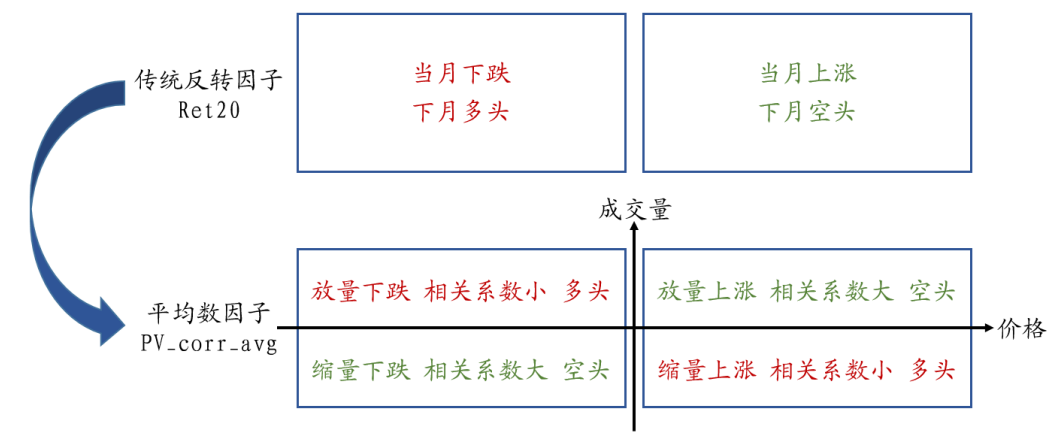 传统反转因子
Ret20
当月下跌
下月多头
当月上涨
下月空头
成交量
放量下跌 相关系数小 多头
放量上涨 相关系数大 空头
平均数因子
PV_corr_avg
价格
缩量下跌 相关系数大 空头
缩量上涨 相关系数小 多头